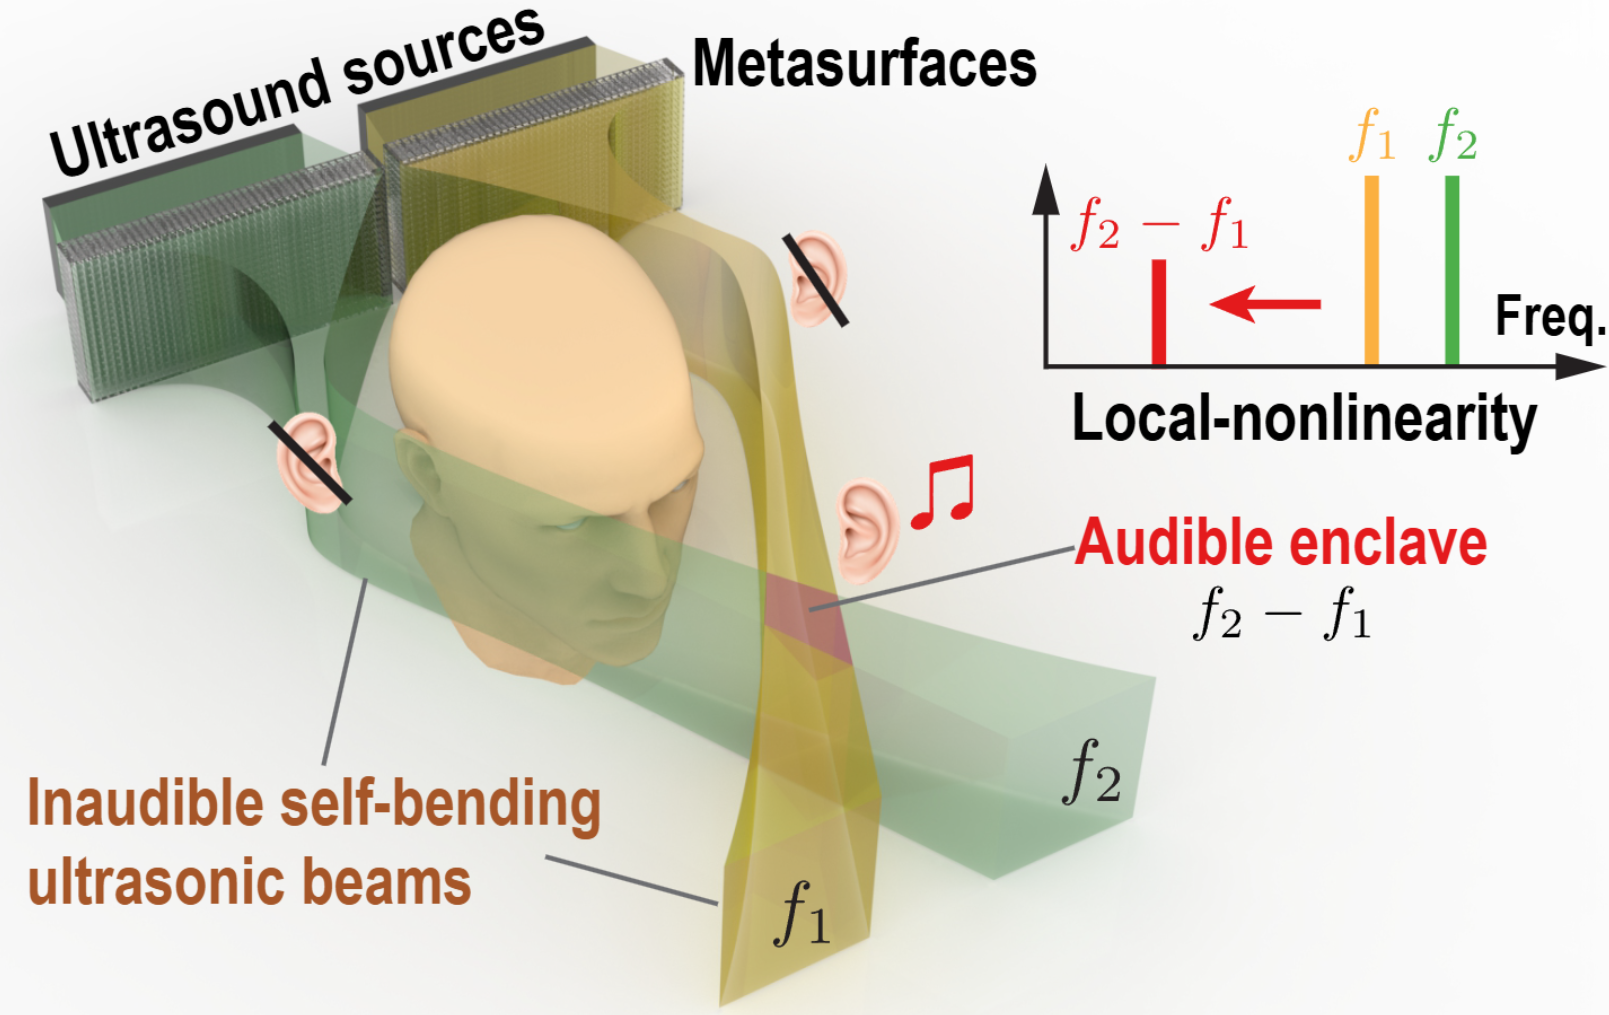 Ultrasound sources
Metasurfaces
f₁ f₂
f₂ − f₁
Freq.
Local-nonlinearity
Audible enclave
f₂ − f₁
f₂
Inaudible self-bending
ultrasonic beams
f₁